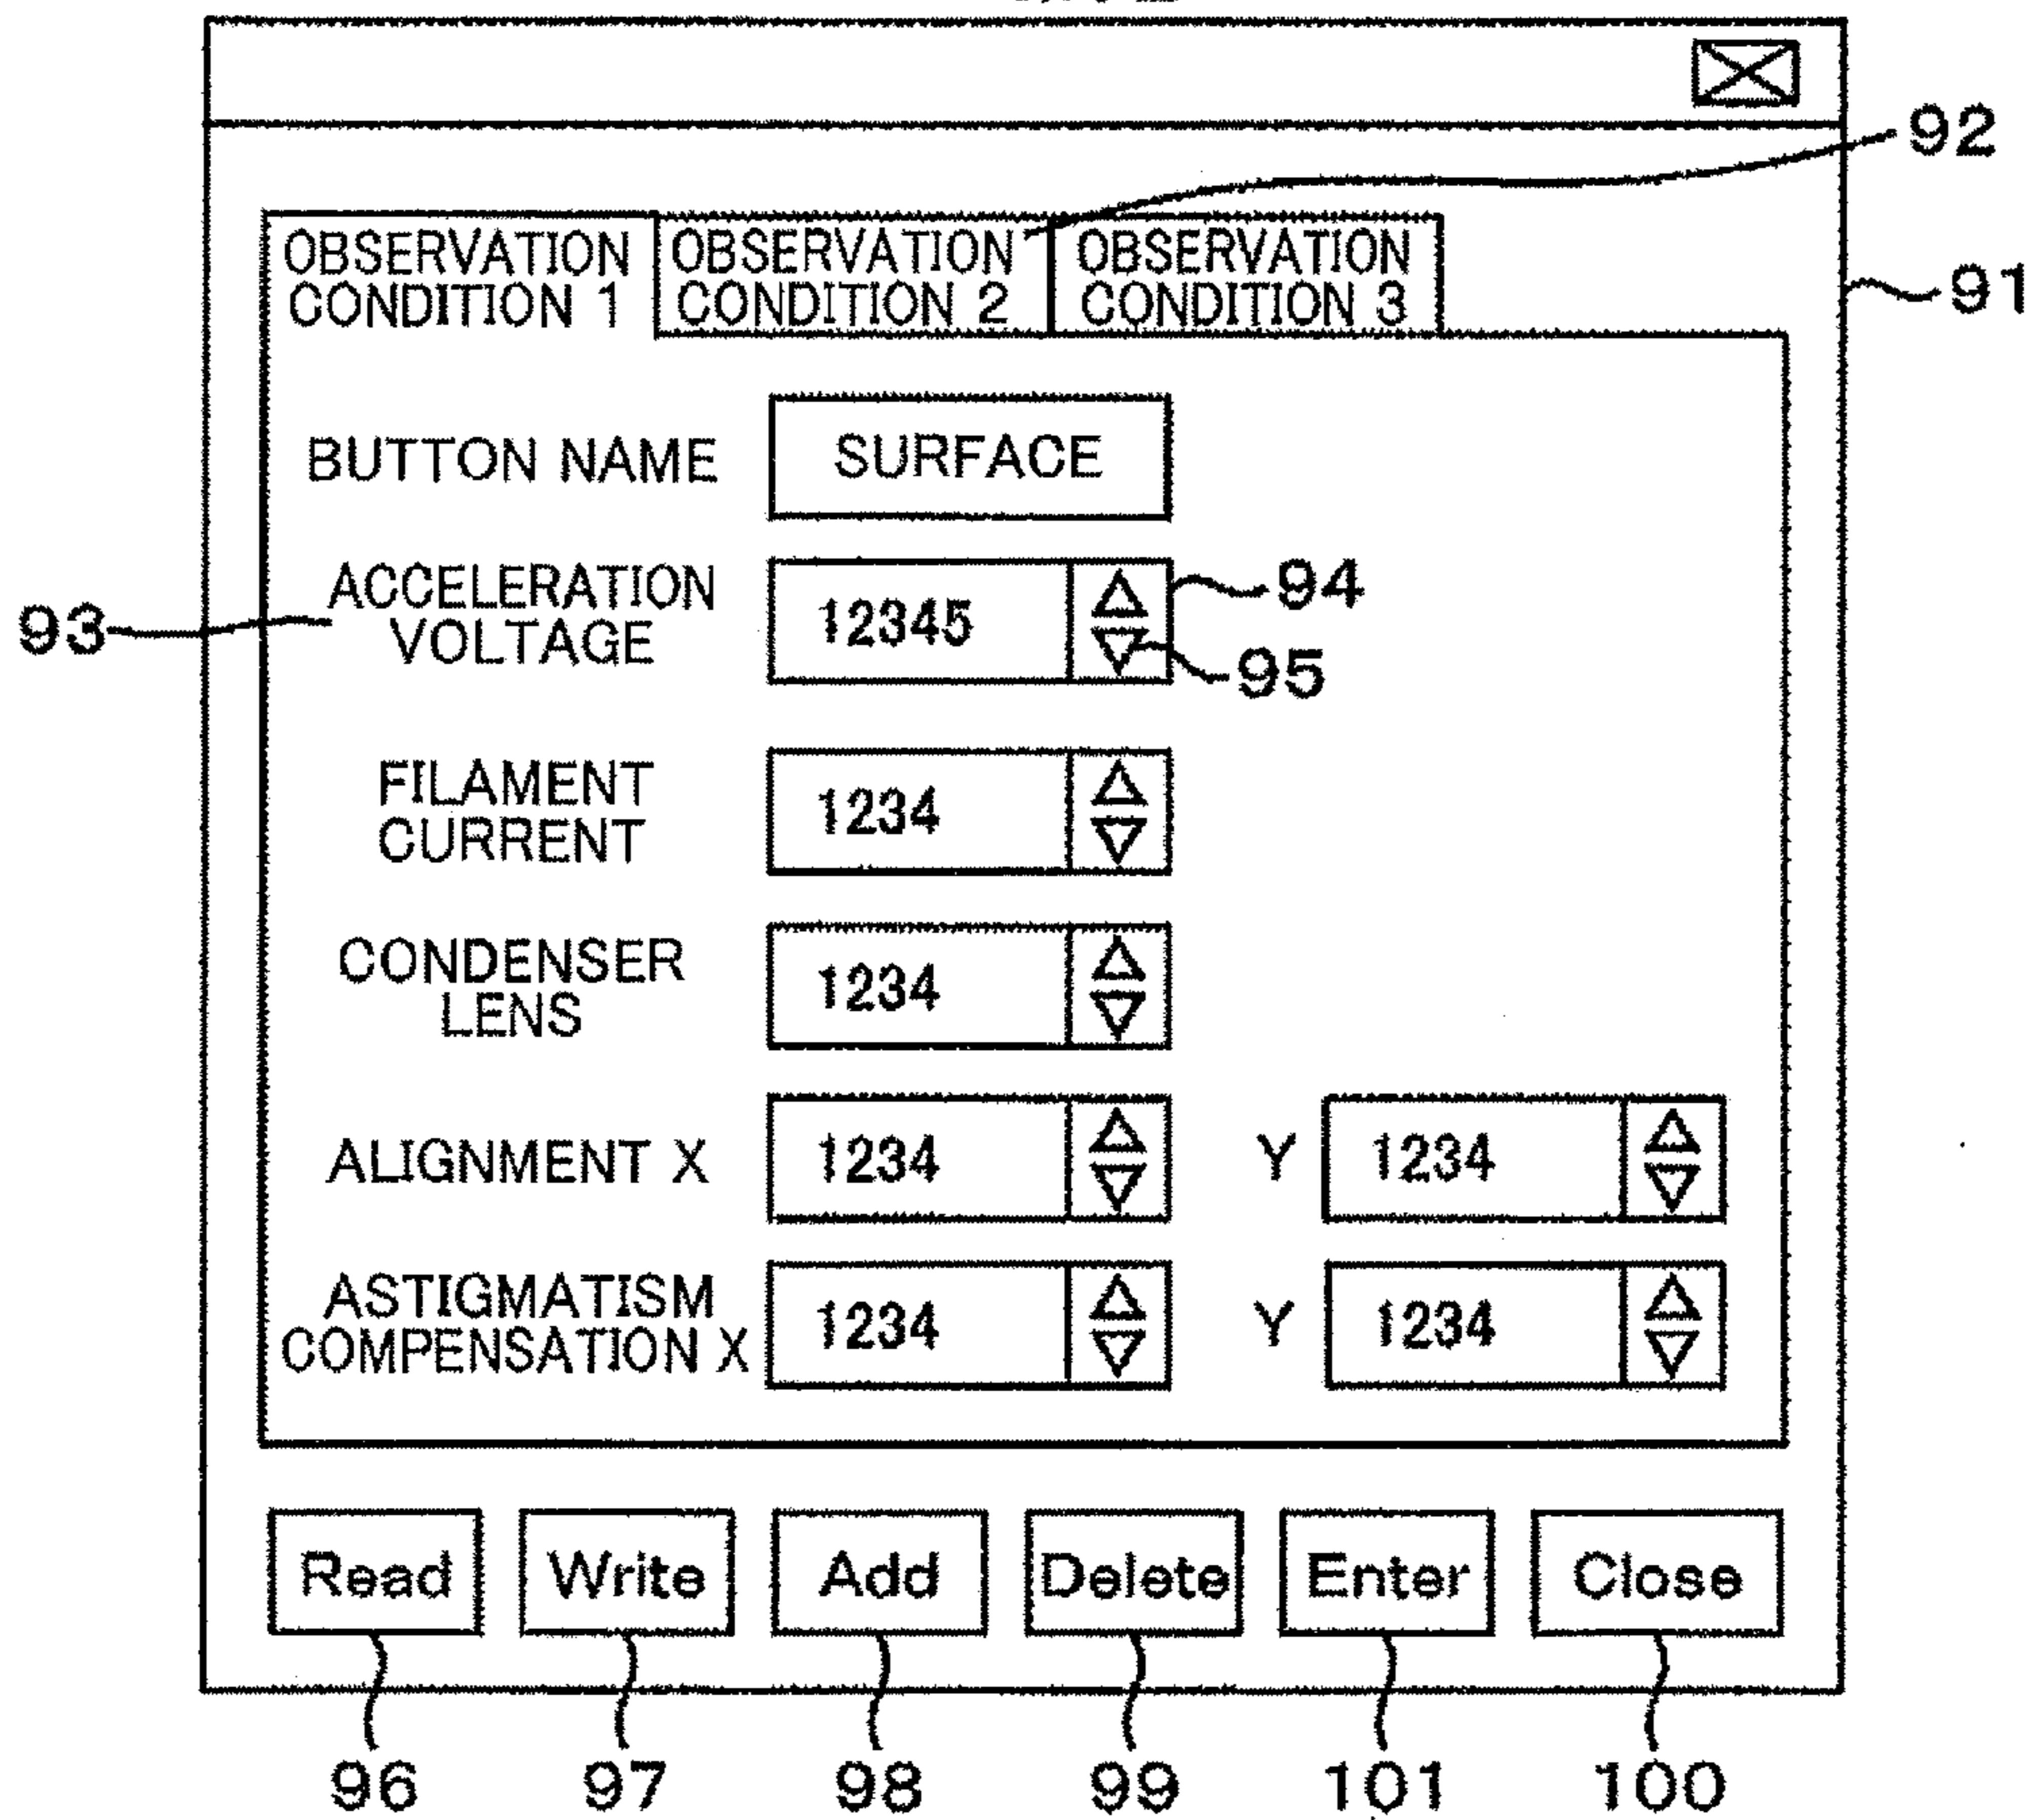 92
OBSERVATION CONDITION 1
OBSERVATION CONDITION 2
OBSERVATION CONDITION 3
91
BUTTON NAME SURFACE
93 ACCELERATION VOLTAGE 12345 94
95
FILAMENT CURRENT 1234
CONDENSER LENS 1234
ALIGNMENT X 1234 Y 1234
ASTIGMATISM COMPENSATION X 1234 Y 1234
Read Write Add Delete Enter Close
96 97 98 99 101 100